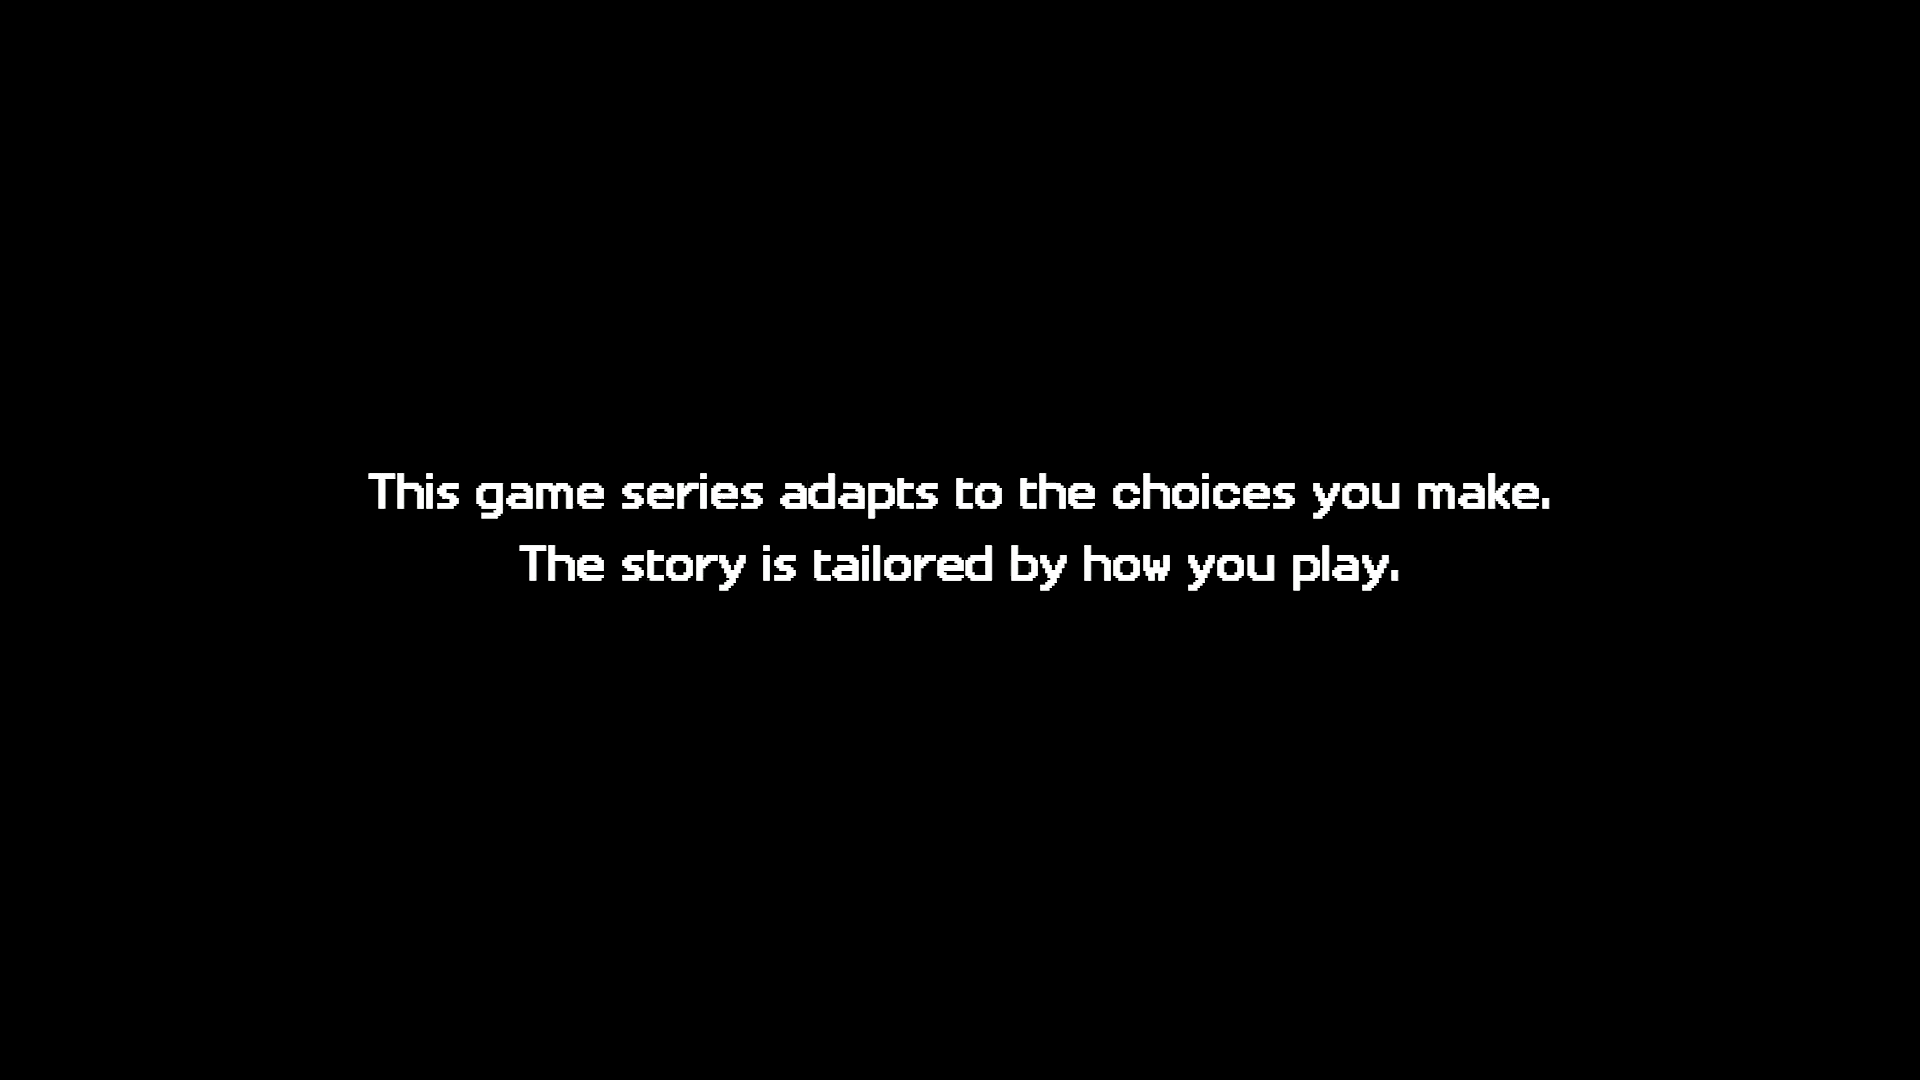 This game series adapts to the choices you make.
The story is tailored by how you play.